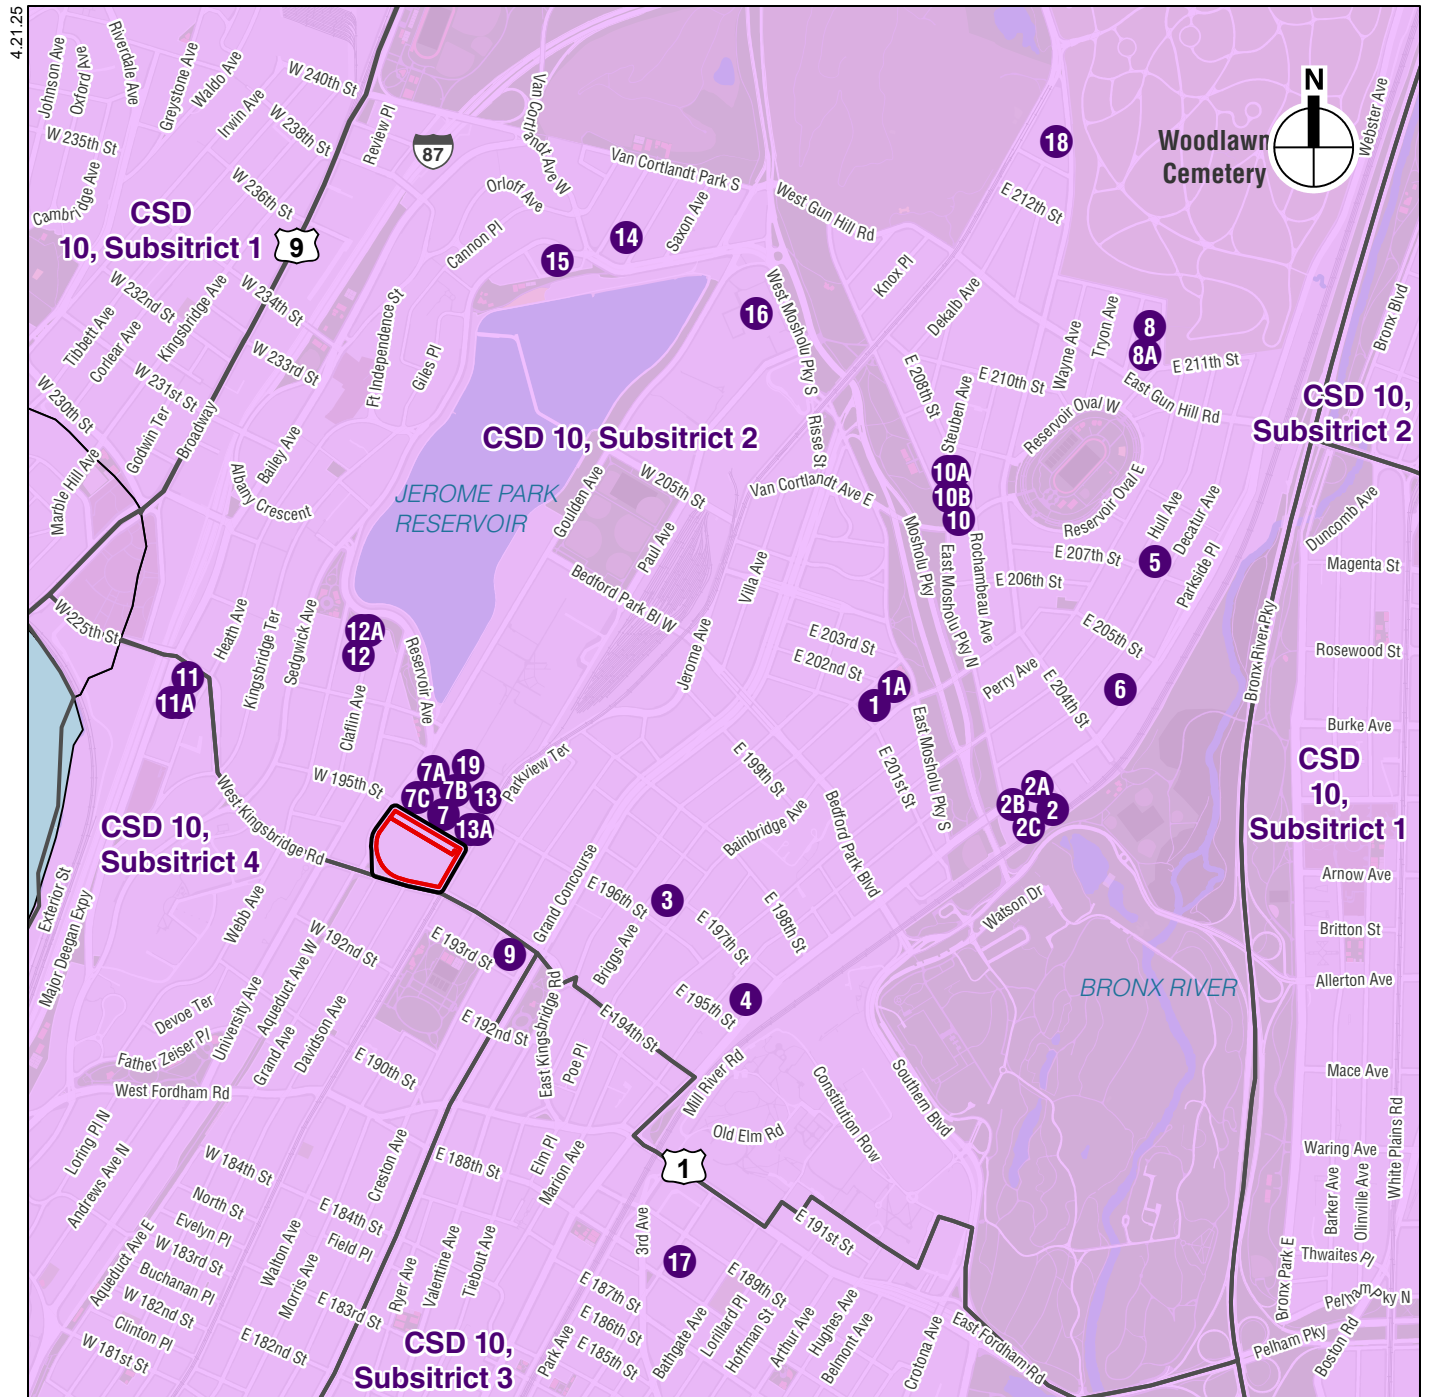 4.21.25
Johnson Ave
Oxford Ave
Riverdale Ave
Greystone Ave
Waldo Ave
Irwin Ave
W 240th St
W 238th St
Review Pl
W 235th St
W 236th St
Cambridge Ave
87
Van Cortlandt Ave W
Van Cortlandt Park S
Orloff Ave
Saxon Ave
Cannon Pl
West Gun Hill Rd
18
E 212th St
Woodlawn
Cemetery
N
Webster Ave
CSD
10, Subsitrict 1
9
14
15
16
W 232nd St
Kingsbridge Ave
W 234th St
Tibbett Ave
Corlear Ave
W 233rd St
W 231st St
W 230th St
Godwin Ter
Broadway
Ft Independence St
Giles Pl
West Mosholu Pky S
Knox Pl
Dekalb Ave
E 208th St
Steuben Ave
E 210th St
Wayne Ave
Tryon Ave
8
8A
E 211th St
East Gun Hill Rd
Reservoir Oval W
Bronx Blvd
CSD 10,
Subsitrict 2
CSD 10, Subsitrict 2
Risse St
Marble Hill Ave
Bailey Ave
Albany Crescent
JEROME PARK
RESERVOIR
Goulden Ave
W 205th St
Van Cortlandt Ave E
Paul Ave
Bedford Park Bl W
Villa Ave
Jerome Ave
10A
10B
10
Mosholu Pky
East Mosholu Pky N
Rochambeau Ave
Reservoir Oval E
Hull Ave
Decatur Ave
E 207th St
5
Parkside Pl
E 206th St
E 205th St
Duncomb Ave
Magenta St
Rosewood St
Burke Ave
Bronx River Pky
W 225th St
Heath Ave
Kingsbridge Ter
Sedgwick Ave
12A
12
Reservoir Ave
Claflin Ave
11
11A
E 203rd St
E 202nd St
1A
1
Perry Ave
E 204th St
6
East Mosholu Pky S
E 201st St
E 199th St
W 195th St
Parkview Ter
7A
19
7B
7C
13
7
13A
2A
2B
2
2C
CSD
10,
Subsitrict 1
West Kingsbridge Rd
CSD 10,
Subsitrict 4
Bainbridge Ave
Bedford Park Blvd
Grand Concourse
E 196th St
3
E 197th St
E 198th St
Watson Dr
Arnow Ave
Britton St
Allerton Ave
Exterior St
Major Deegan Expy
Webb Ave
W 192nd St
E 193rd St
9
Briggs Ave
E 195th St
4
BRONX RIVER
Devoe Ter
Father Zeiser Pl
University Ave
Aqueduct Ave W
Grand Ave
Davidson Ave
E 192nd St
East Kingsbridge Rd
E 194th St
E 190th St
Poe Pl
Mill River Rd
Constitution Row
Southern Blvd
Mace Ave
West Fordham Rd
Old Elm Rd
Loring Pl N
Andrews Ave N
W 184th St
Creston Ave
E 188th St
Elm Pl
Marion Ave
1
Waring Ave
White Plains Rd
Barker Ave
Olinville Ave
North St
Evelyn Pl
W 183rd St
Buchanan Pl
W 182nd St
Clinton Pl
W 181st St
Aqueduct Ave E
E 184th St
Field Pl
Walton Ave
Morris Ave
E 183rd St
E 182nd St
Ryer Ave
Valentine Ave
Tiebout Ave
3rd Ave
17
E 191st St
E 189th St
E 187th St
E 186th St
E 185th St
Park Ave
Bathgate Ave
Lorillard Pl
Hoffman St
Arthur Ave
Hughes Ave
Belmont Ave
Crotona Ave
East Fordham Rd
Bronx Park E
Thwaites Pl
Pelham Pky N
Pelham Pky
Boston Rd
CSD 10,
Subsitrict 3